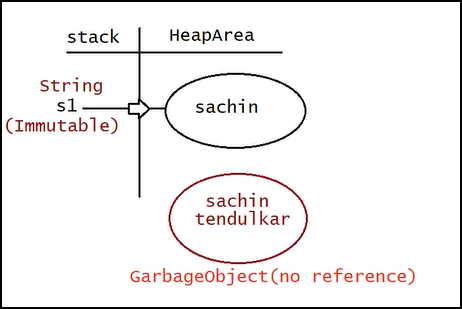 stack HeapArea
String
s1
(Immutable)
sachin
sachin
tendulkar
GarbageObject(no reference)